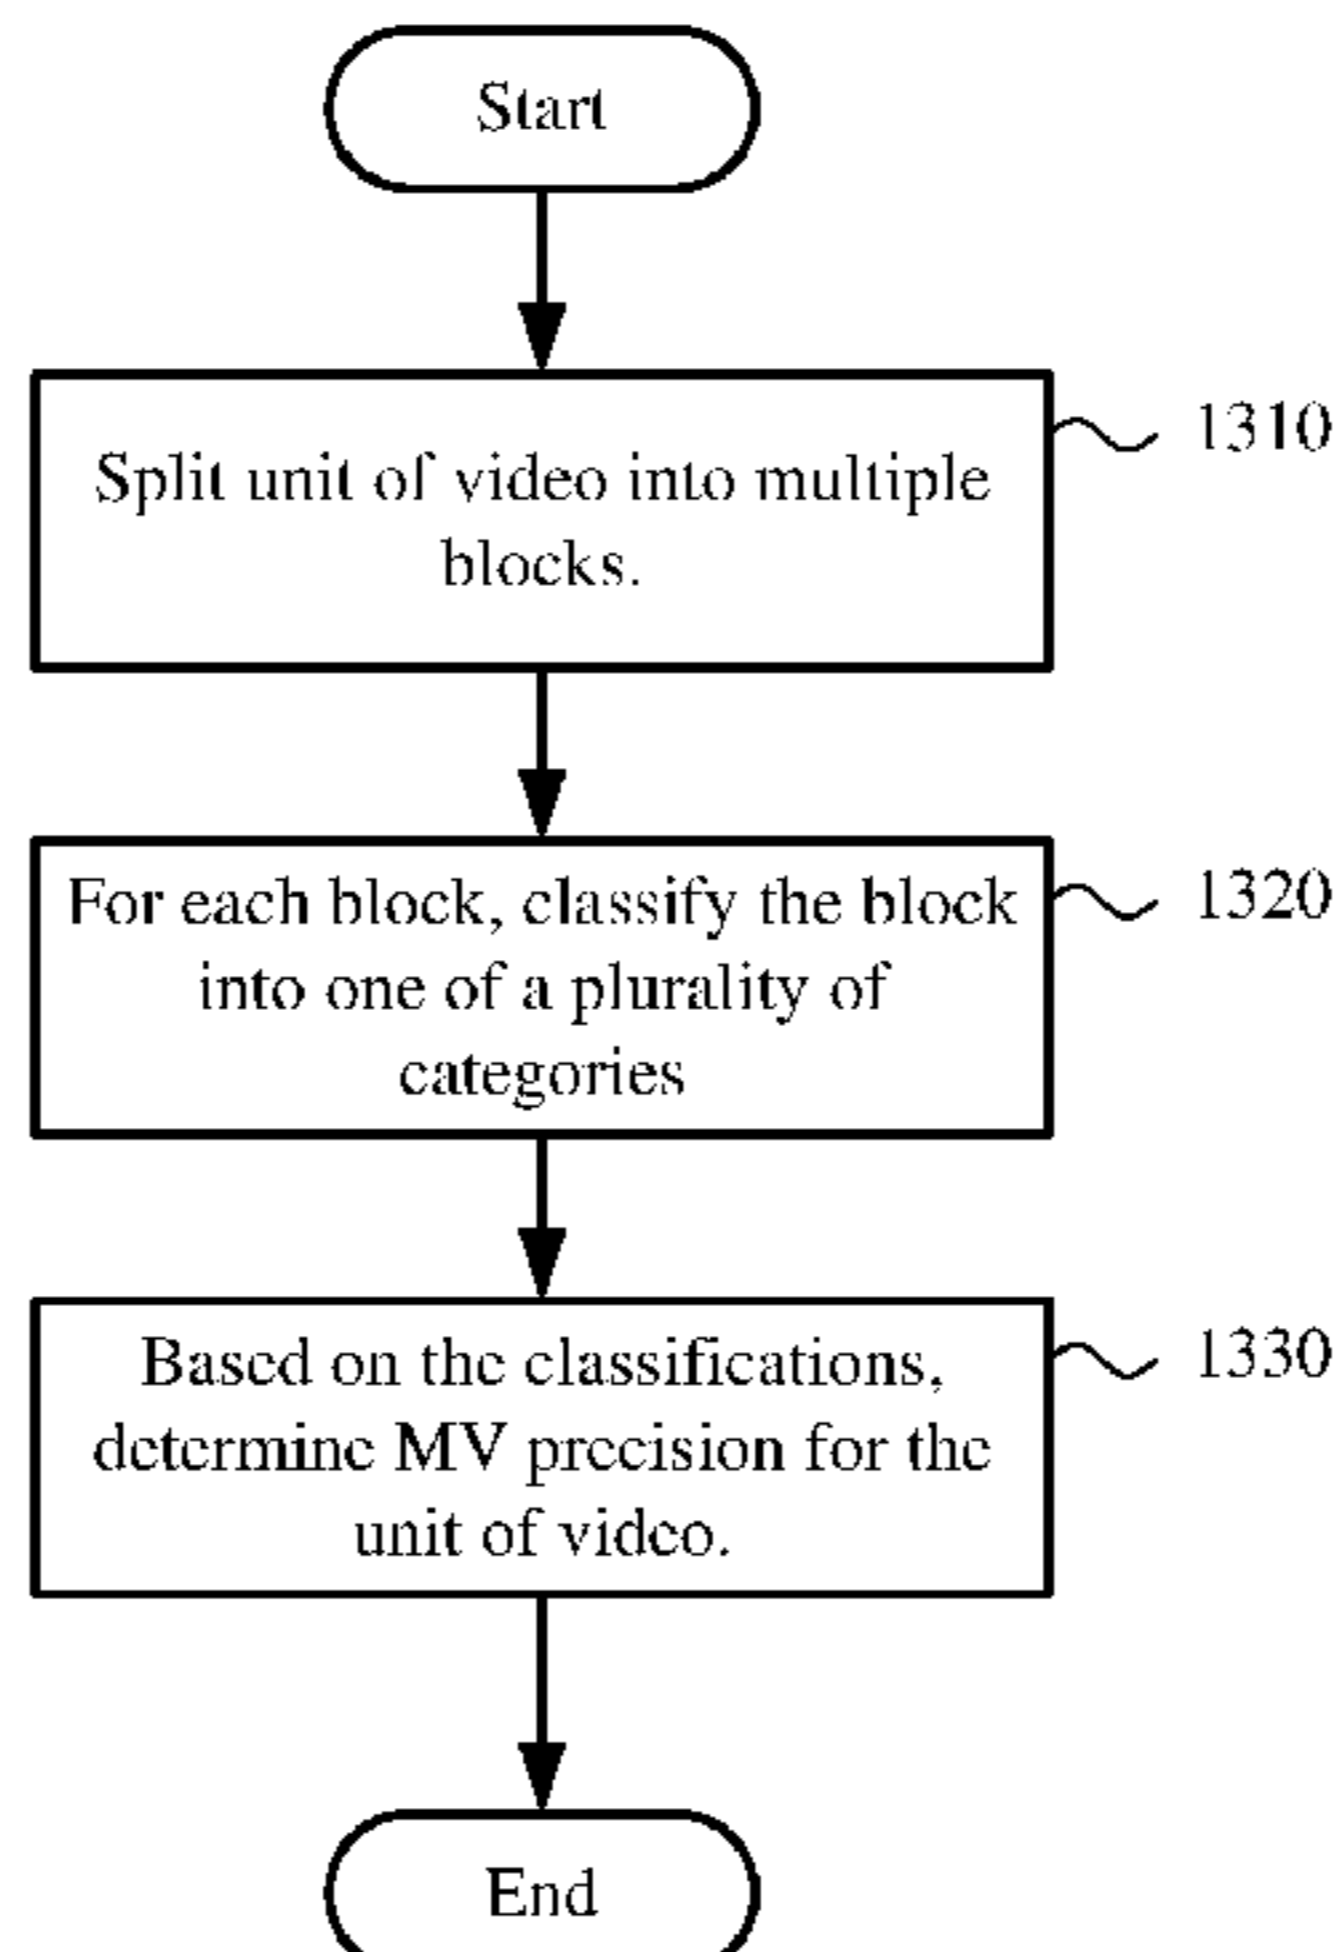 Start
Split unit of video into multiple
blocks.
1310
For each block, classify the block
into one of a plurality of
categories
1320
Based on the classifications,
determine MV precision for the
unit of video.
1330
End